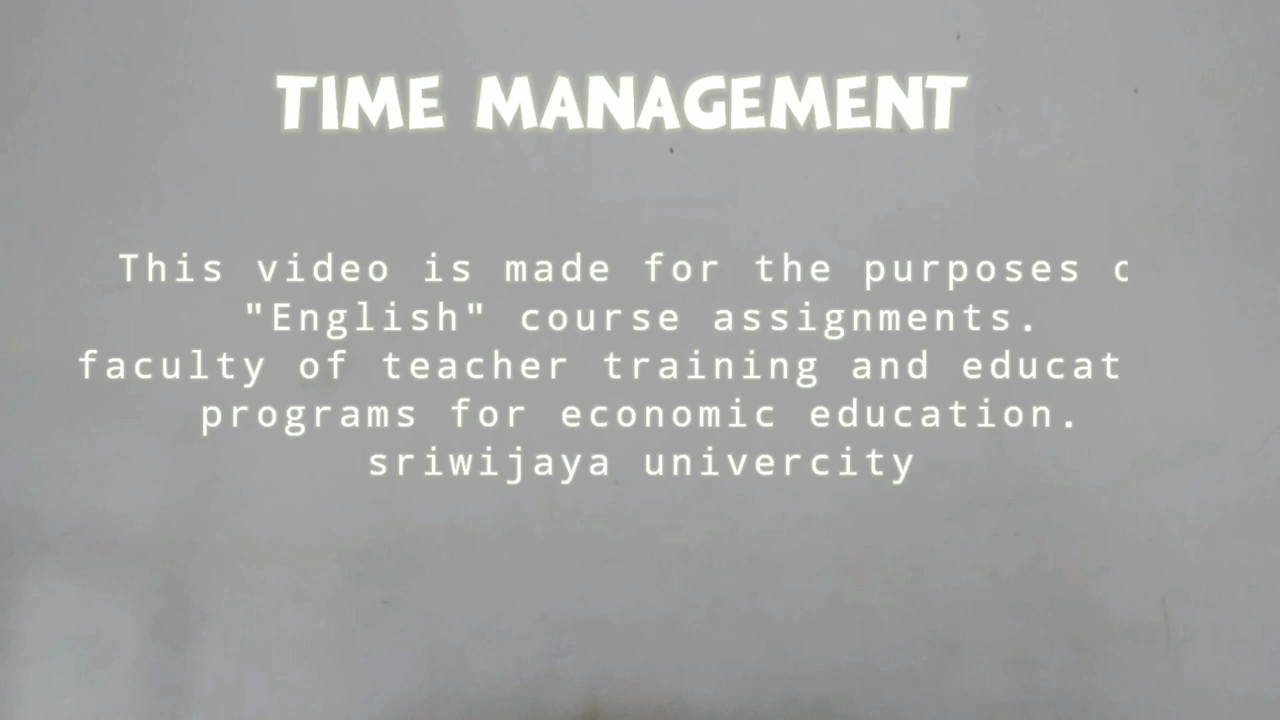 TIME MANAGEMENT
This video is made for the purposes
"English" course assignments.
faculty of teacher training and educat
programs for economic education.
sriwijaya univercity